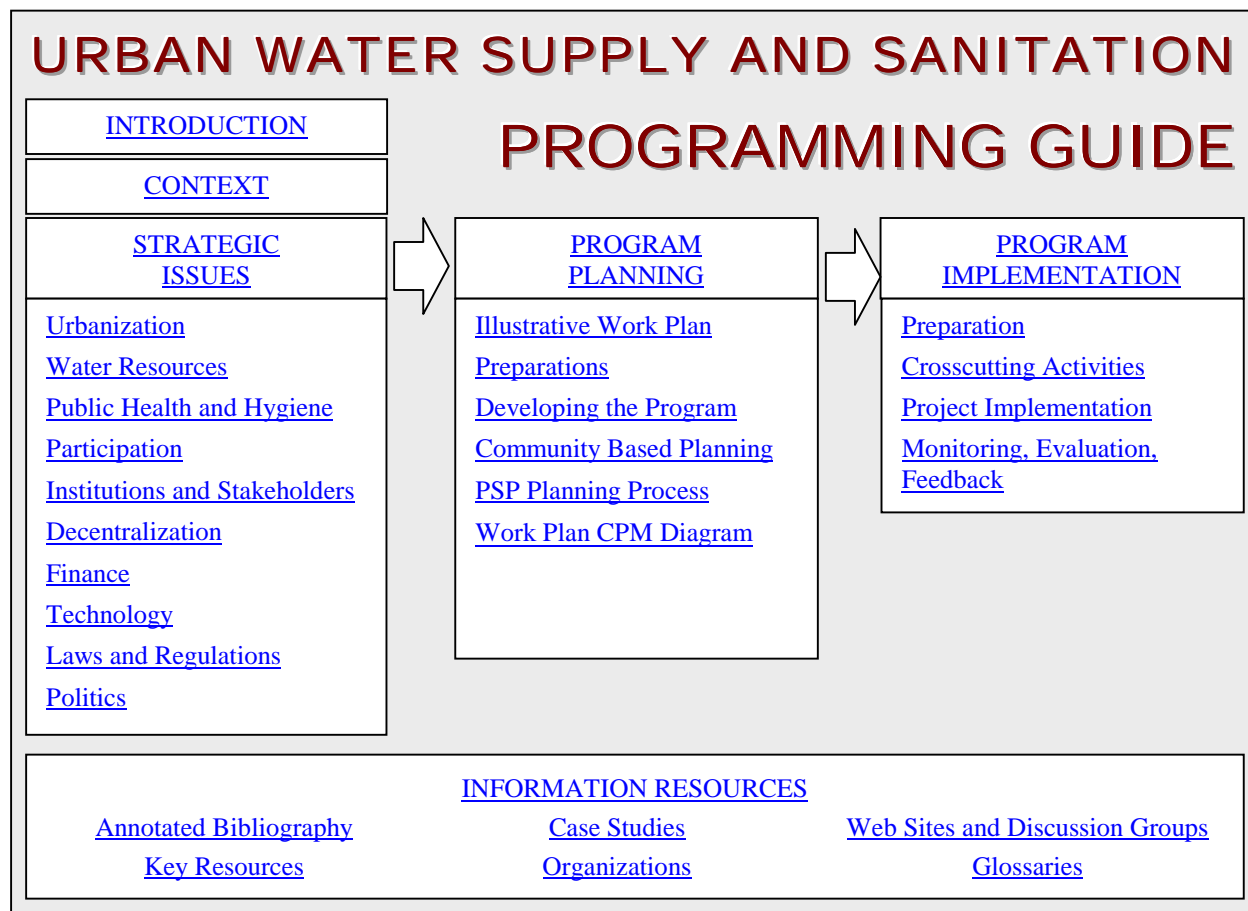 URBAN WATER SUPPLY AND SANITATION
PROGRAMMING GUIDE
INTRODUCTION
CONTEXT
STRATEGIC
ISSUES
Urbanization
Water Resources
Public Health and Hygiene
Participation
Institutions and Stakeholders
Decentralization
Finance
Technology
Laws and Regulations
Politics
PROGRAM
PLANNING
Illustrative Work Plan
Preparations
Developing the Program
Community Based Planning
PSP Planning Process
Work Plan CPM Diagram
PROGRAM
IMPLEMENTATION
Preparation
Crosscutting Activities
Project Implementation
Monitoring, Evaluation,
Feedback
INFORMATION RESOURCES
Annotated Bibliography
Case Studies
Web Sites and Discussion Groups
Key Resources
Organizations
Glossaries